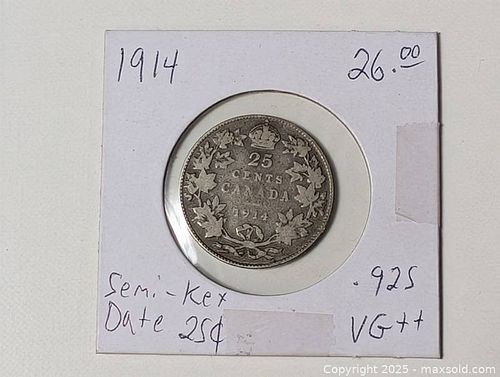 1914
26.00
25
CENTS
CANADA
1914
Semi-Key
Date 25¢
.925
VG++
Copyright 2025 - maxsold.com